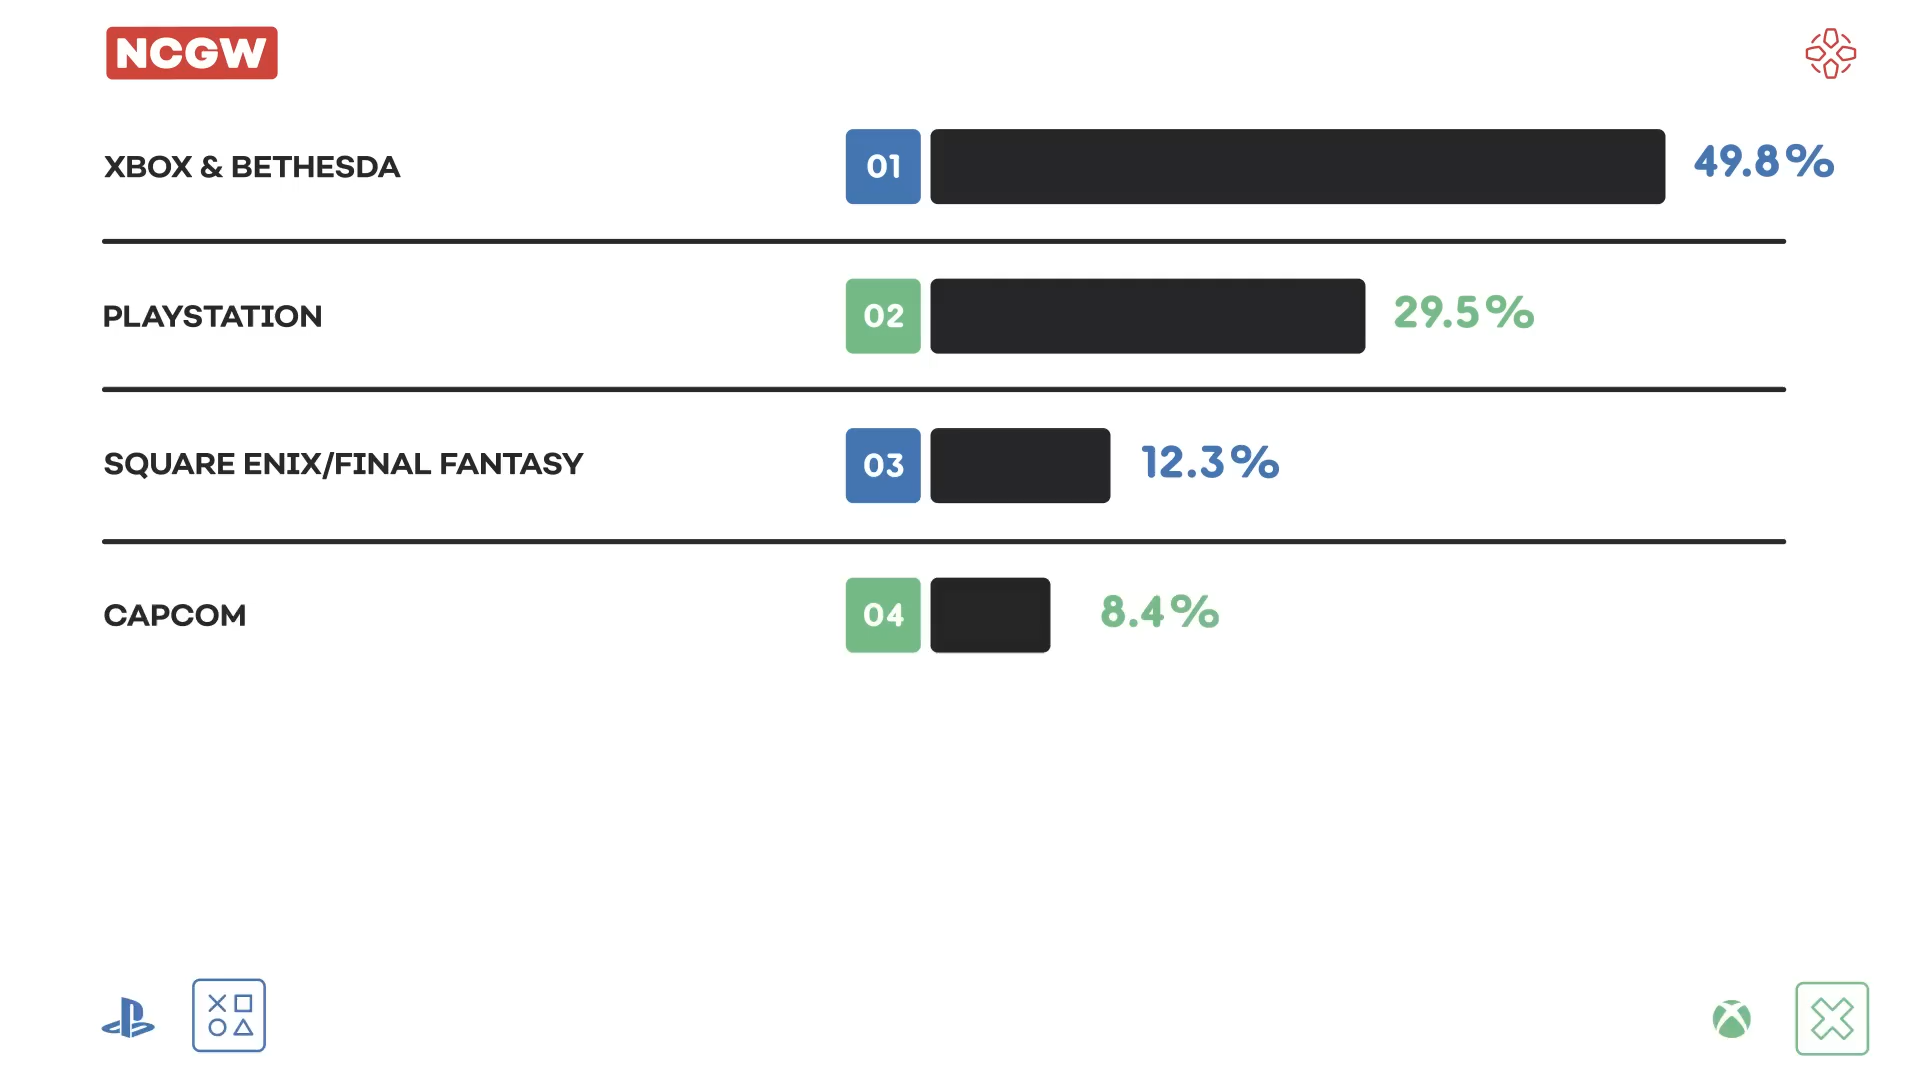 NCGW
XBOX & BETHESDA 01 49.8%
PLAYSTATION 02 29.5%
SQUARE ENIX/FINAL FANTASY 03 12.3%
CAPCOM 04 8.4%